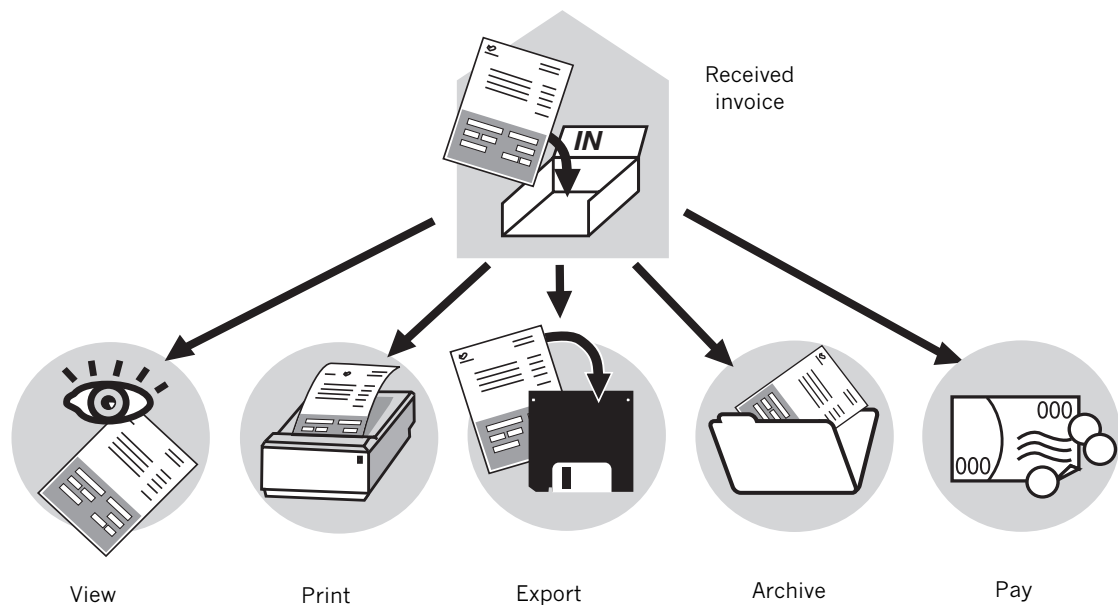 Received
invoice
IN
000
000
View
Print
Export
Archive
Pay